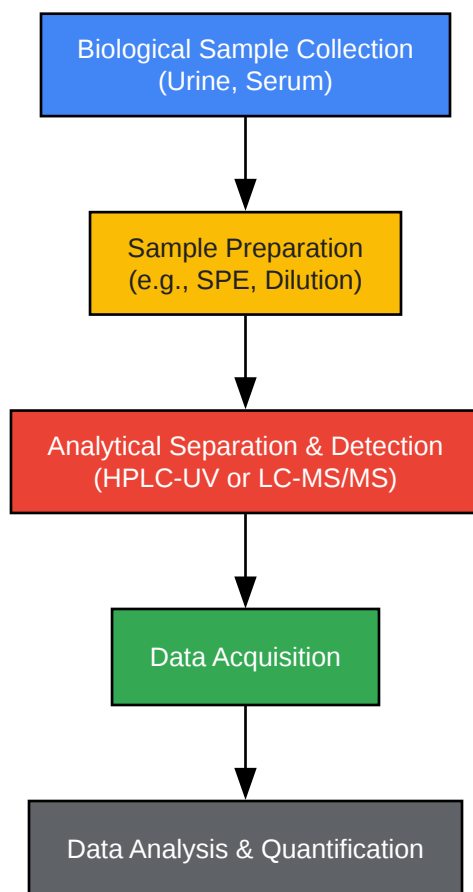 Biological Sample Collection
(Urine, Serum)
Sample Preparation
(e.g., SPE, Dilution)
Analytical Separation & Detection
(HPLC-UV or LC-MS/MS)
Data Acquisition
Data Analysis & Quantification